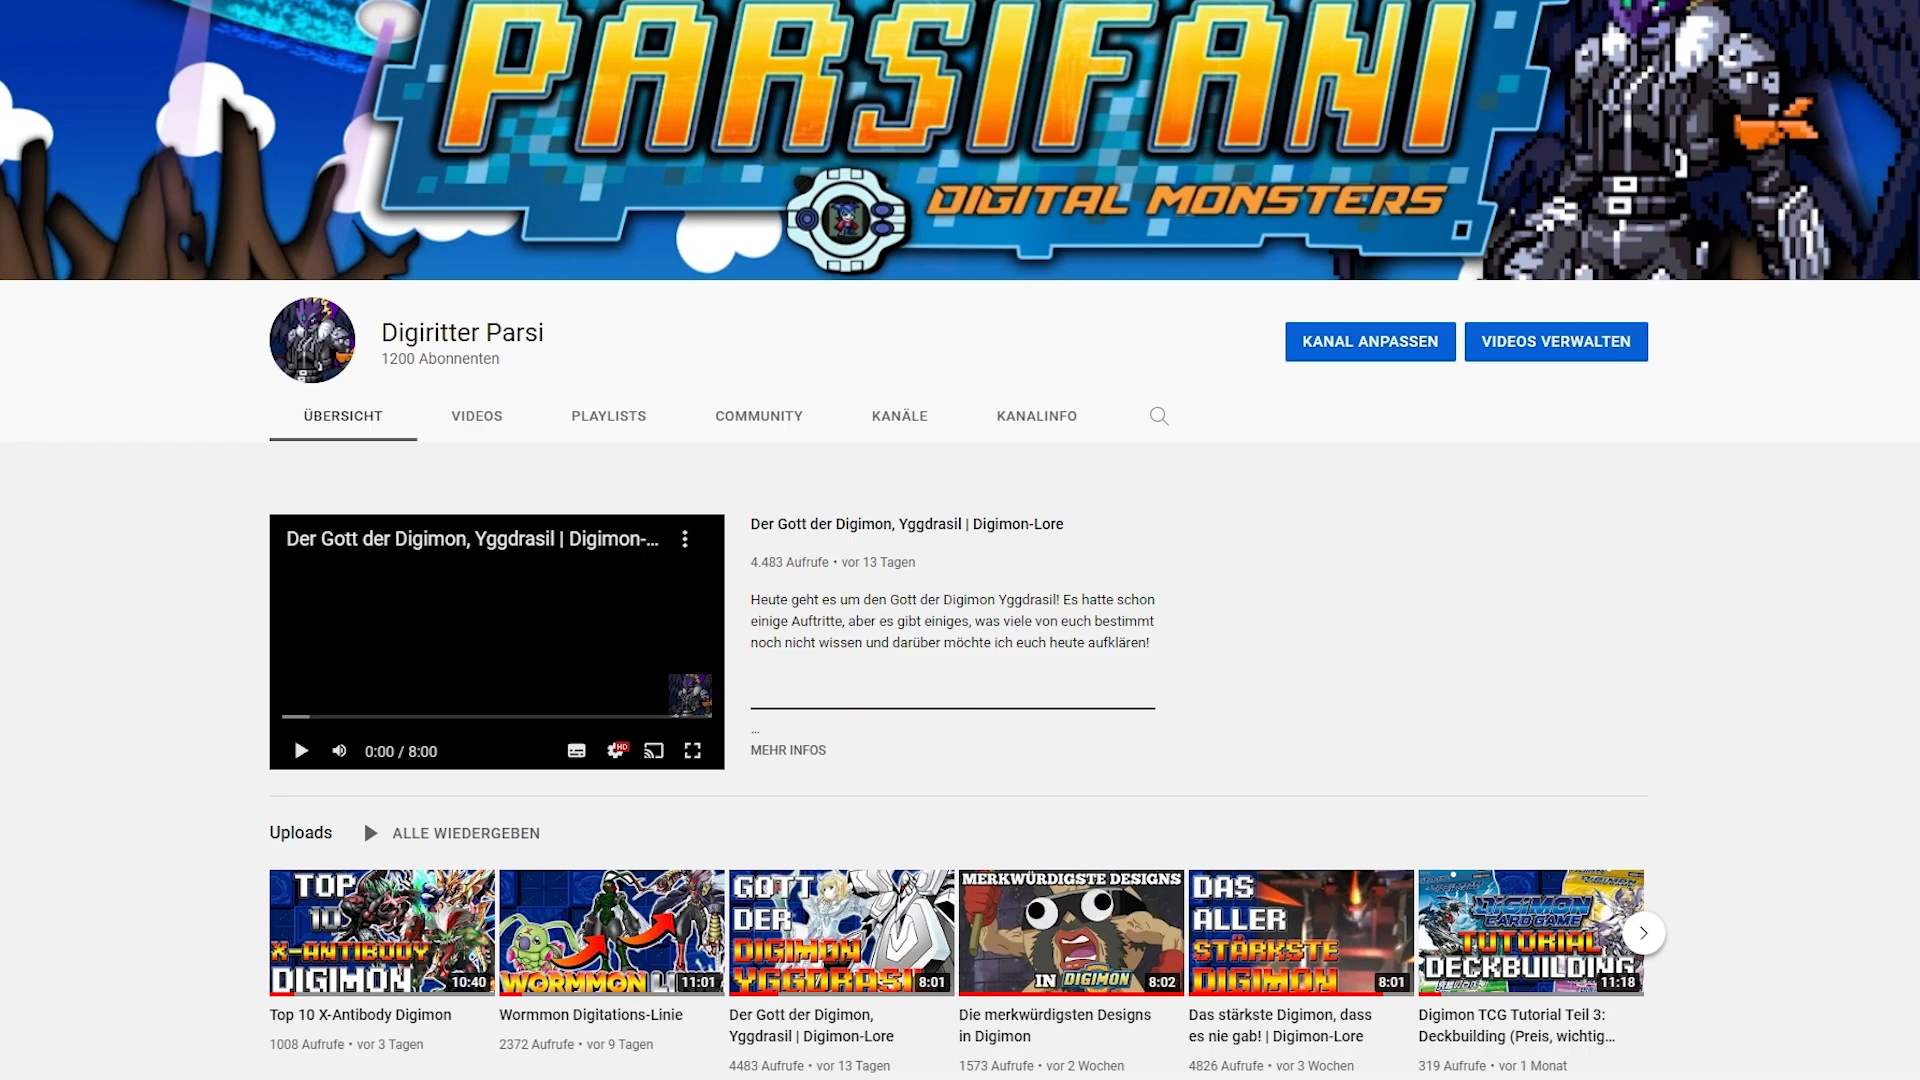 PARSIFANI
DIGITAL MONSTERS
Digiritter Parsi
1200 Abonnenten
KANAL ANPASSEN
VIDEOS VERWALTEN
ÜBERSICHT
VIDEOS
PLAYLISTS
COMMUNITY
KANÄLE
KANALINFO
Der Gott der Digimon, Yggdrasil | Digimon-...
HD
0:00 / 8:00
Der Gott der Digimon, Yggdrasil | Digimon-Lore
4.483 Aufrufe • vor 13 Tagen
Heute geht es um den Gott der Digimon Yggdrasil! Es hatte schon
einige Auftritte, aber es gibt einiges, was viele von euch bestimmt
noch nicht wissen und darüber möchte ich euch heute aufklären!
...
MEHR INFOS
Uploads
ALLE WIEDERGEBEN
TOP
10
X-ANTIBODY
DIGIMON
10:40
Top 10 X-Antibody Digimon
1008 Aufrufe • vor 3 Tagen
WORMMON LI
11:01
Wormmon Digitations-Linie
2372 Aufrufe • vor 9 Tagen
GOTT
DER
DIGIMON
YGGDRASI
8:01
Der Gott der Digimon,
Yggdrasil | Digimon-Lore
4483 Aufrufe • vor 13 Tagen
MERKWÜRDIGSTE DESIGNS
IN DIGIMON
8:02
Die merkwürdigsten Designs
in Digimon
1573 Aufrufe • vor 2 Wochen
DAS
ALLER
STÄRKSTE
DIGIMON
8:01
Das stärkste Digimon, dass
es nie gab! | Digimon-Lore
4826 Aufrufe • vor 3 Wochen
DIGIMON
CARD GAME
TUTORIAL
DECKBUILDING
11:18
Digimon TCG Tutorial Teil 3:
Deckbuilding (Preis, wichtig...
319 Aufrufe • vor 1 Monat